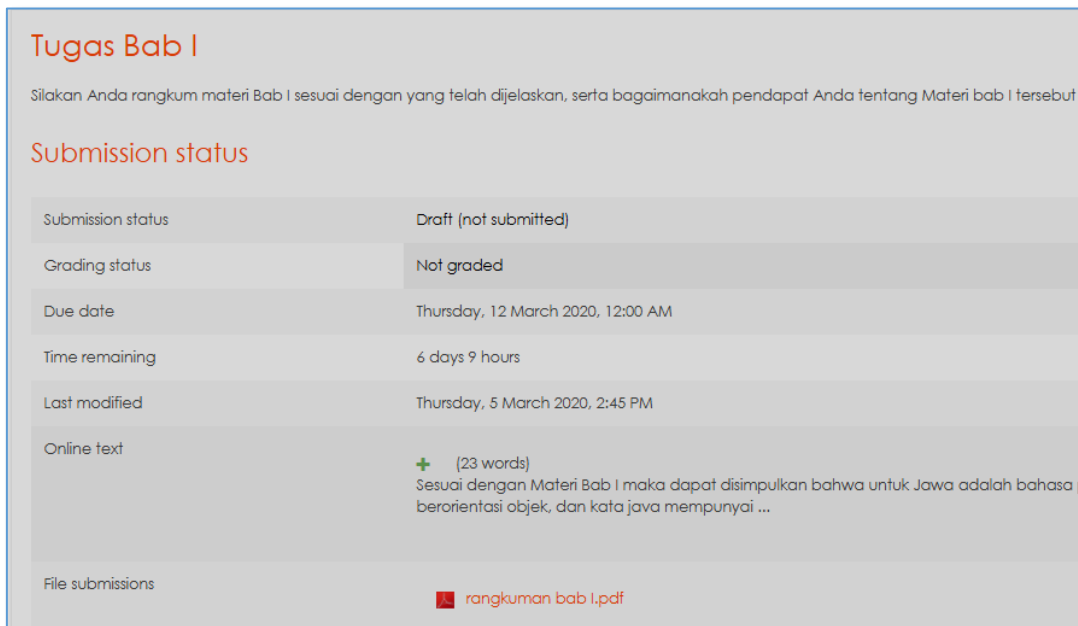 Tugas Bab I
Silakan Anda rangkum materi Bab I sesuai dengan yang telah dijelaskan, serta bagaimanakah pendapat Anda tentang Materi bab I tersebut
Submission status
Submission status Draft (not submitted)
Grading status Not graded
Due date Thursday, 12 March 2020, 12:00 AM
Time remaining 6 days 9 hours
Last modified Thursday, 5 March 2020, 2:45 PM
Online text
(23 words)
Sesuai dengan Materi Bab I maka dapat disimpulkan bahwa untuk Jawa adalah bahasa
berorientasi objek, dan kata java mempunyai ...
File submissions
rangkuman bab I.pdf